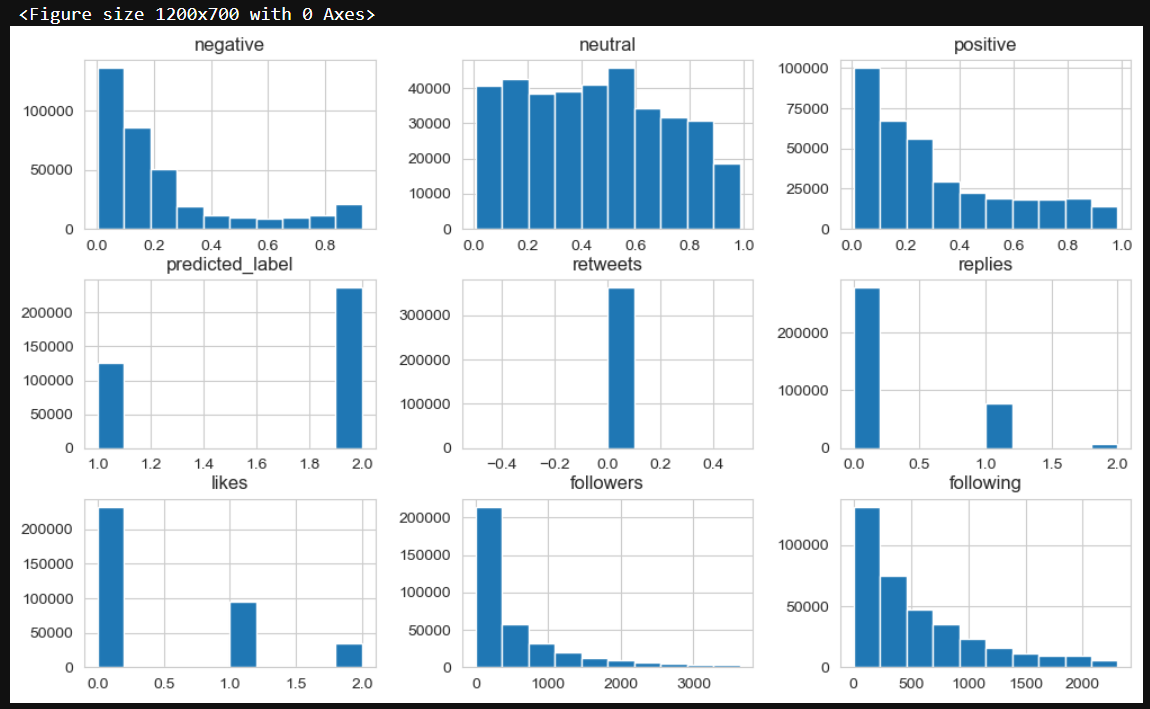 <Figure size 1200x700 with 0 Axes>
negative neutral positive
100000
50000
0
0.0 0.2 0.4 0.6 0.8
40000
30000
20000
10000
0
0.0 0.2 0.4 0.6 0.8 1.0
100000
75000
50000
25000
0
0.0 0.2 0.4 0.6 0.8 1.0
predicted_label retweets replies
200000
150000
100000
50000
0
1.0 1.2 1.4 1.6 1.8 2.0
300000
200000
100000
0
−0.4 −0.2 0.0 0.2 0.4
200000
100000
0
0.0 0.5 1.0 1.5 2.0
likes followers following
200000
150000
100000
50000
0
0.0 0.5 1.0 1.5 2.0
200000
150000
100000
50000
0
0 1000 2000 3000
100000
50000
0
0 500 1000 1500 2000